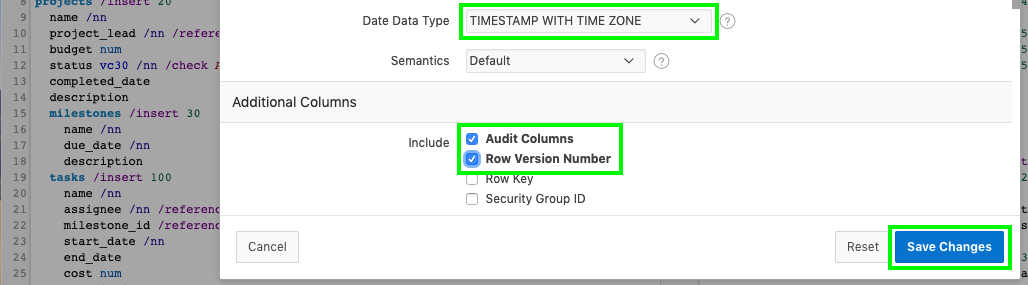 8 projects /insert 20
9 name /nn
10 project_lead /nn /refere
11 budget num
12 status vc30 /nn /check A
13 completed_date
14 description
15 milestones /insert 30
16 name /nn
17 due_date /nn
18 description
19 tasks /insert 100
20 name /nn
21 assignee /nn /referenc
22 milestone_id /referenc
23 start_date /nn
24 end_date
25 cost num
Date Data Type TIMESTAMP WITH TIME ZONE ?
Semantics Default ?
Additional Columns
Include Audit Columns
Row Version Number
Row Key
Security Group ID
Cancel Reset Save Changes